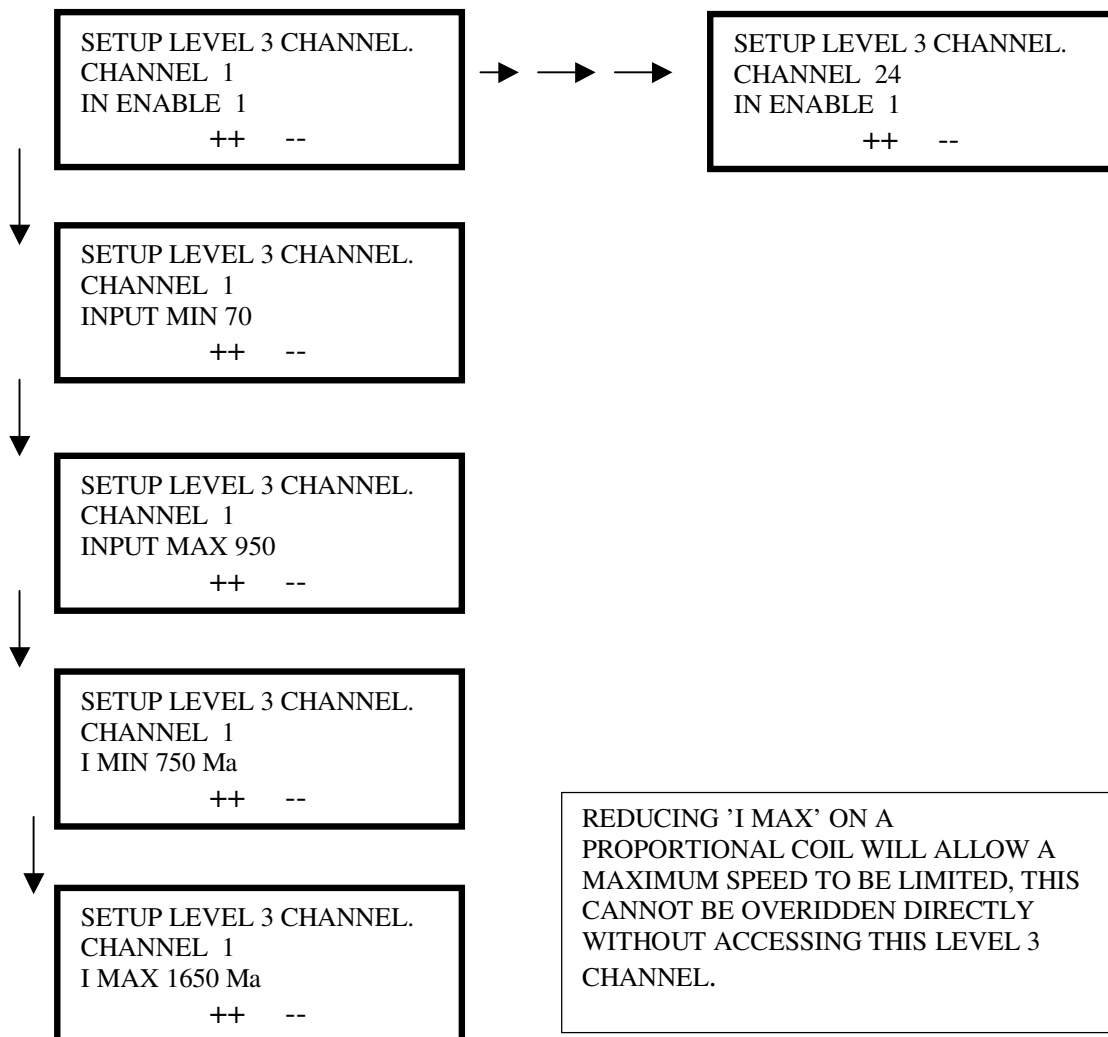 SETUP LEVEL 3 CHANNEL.
CHANNEL 1
IN ENABLE 1
++ --
SETUP LEVEL 3 CHANNEL.
CHANNEL 24
IN ENABLE 1
++ --
SETUP LEVEL 3 CHANNEL.
CHANNEL 1
INPUT MIN 70
++ --
SETUP LEVEL 3 CHANNEL.
CHANNEL 1
INPUT MAX 950
++ --
SETUP LEVEL 3 CHANNEL.
CHANNEL 1
I MIN 750 Ma
++ --
SETUP LEVEL 3 CHANNEL.
CHANNEL 1
I MAX 1650 Ma
++ --
REDUCING 'I MAX’ ON A
PROPORTIONAL COIL WILL ALLOW A
MAXIMUM SPEED TO BE LIMITED, THIS
CANNOT BE OVERIDDEN DIRECTLY
WITHOUT ACCESSING THIS LEVEL 3
CHANNEL.